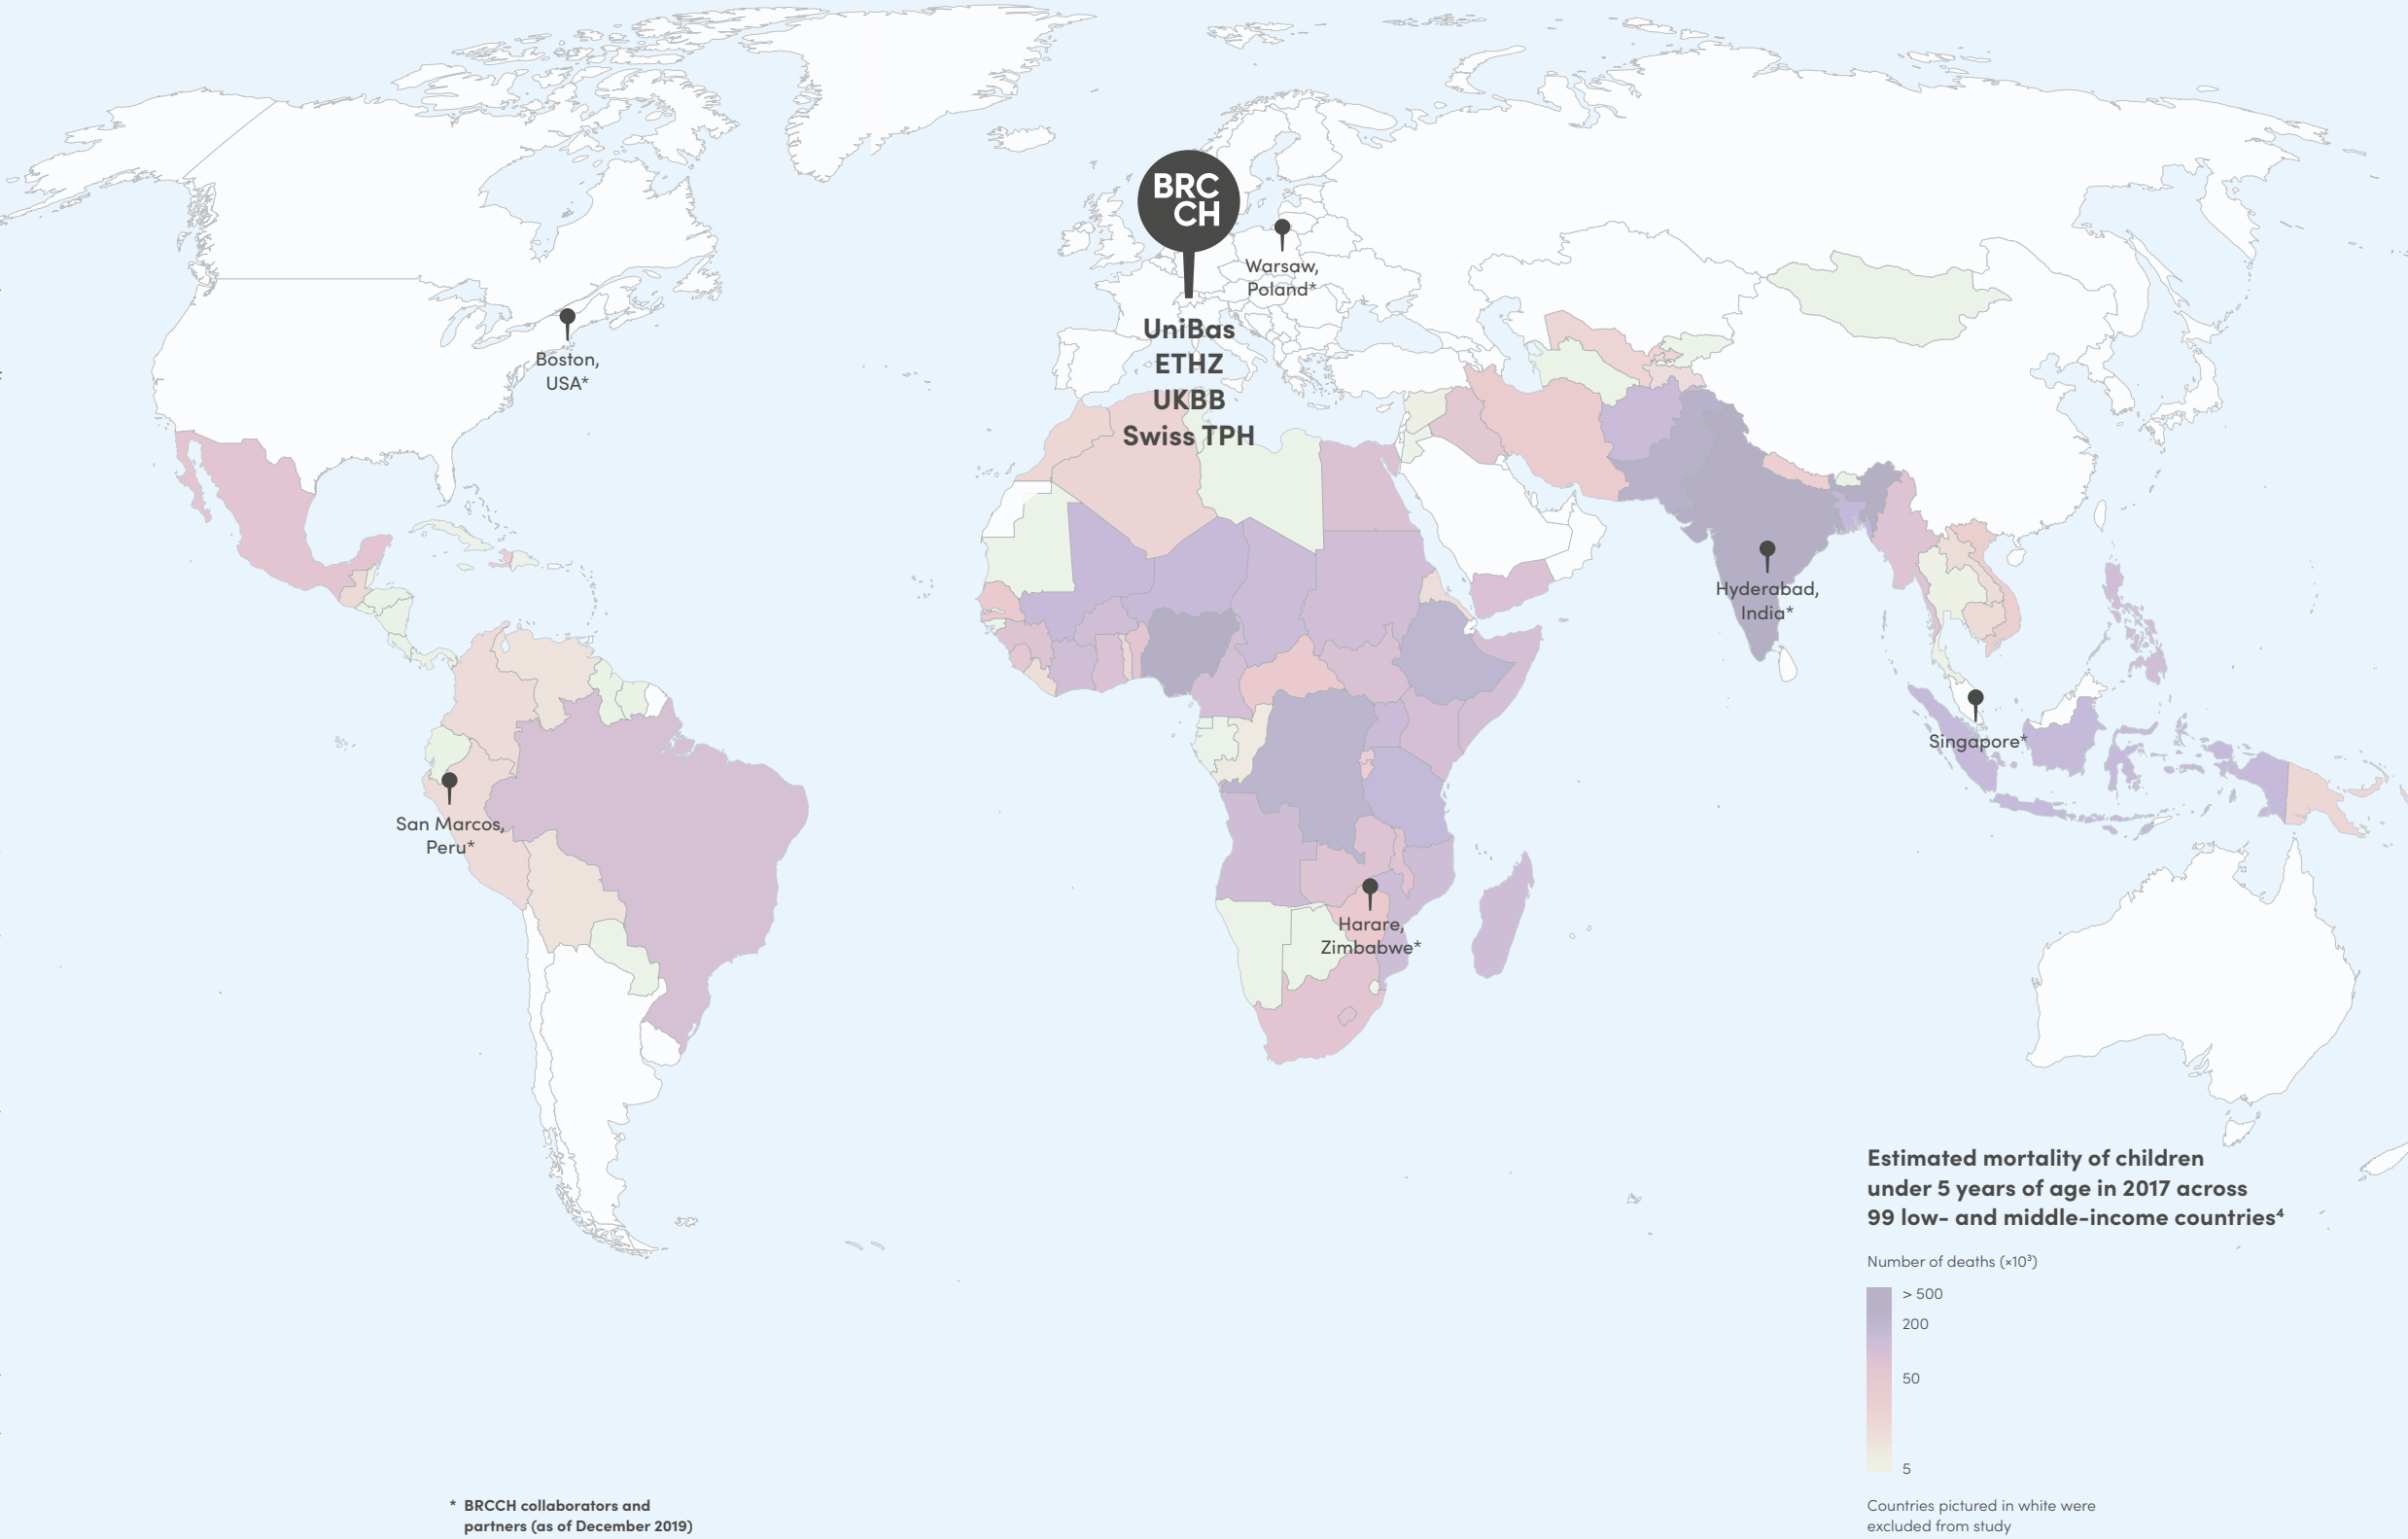 BRC
CH
Warsaw,
Poland*
UniBas
ETHZ
UKBB
Swiss TPH
Boston,
USA*
Hyderabad,
India*
Singapore*
San Marcos,
Peru*
Harare,
Zimbabwe*
Estimated mortality of children
under 5 years of age in 2017 across
99 low- and middle-income countries⁴
Number of deaths (×10³)
> 500
200
50
5
Countries pictured in white were
excluded from study
* BRCCH collaborators and
partners (as of December 2019)